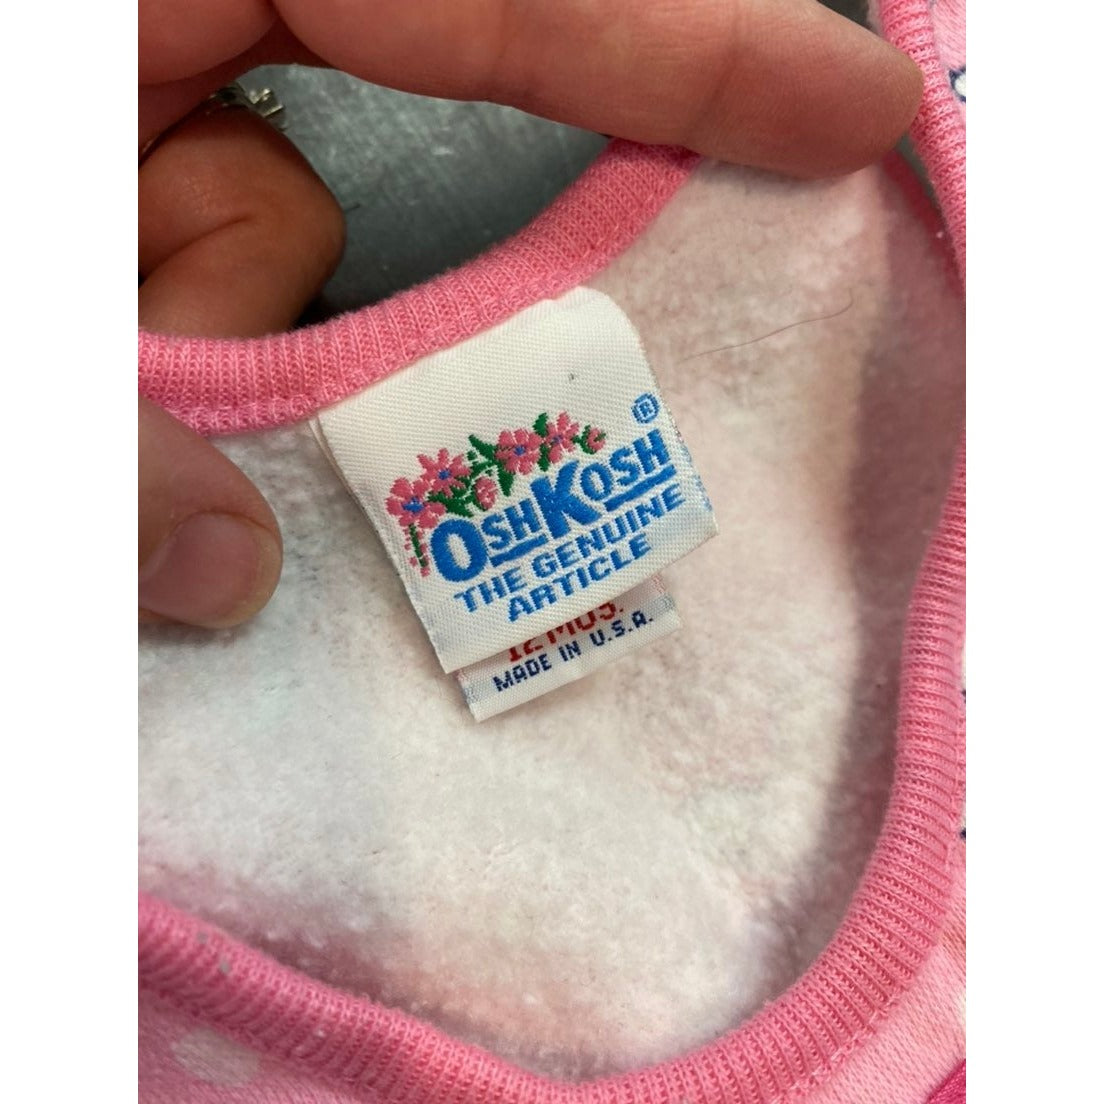 ®
OSHKOSH
THE GENUINE
ARTICLE
12 MOS.
MADE IN U.S.A.